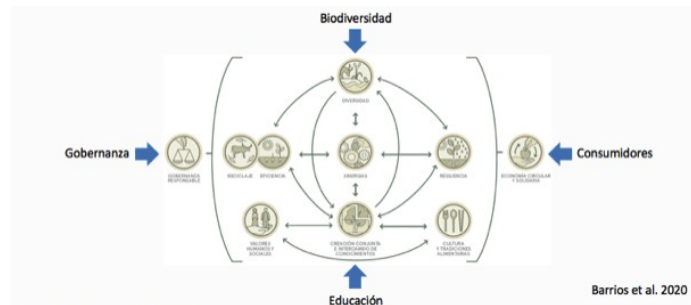 Biodiversidad
DIVERSIDAD
Gobernanza
Consumidores
GOBERNANZA
RESPONSABLE
RECICLAJE
EFICIENCIA
SINERGIAS
RESILIENCIA
ECONOMÍA CIRCULAR
Y SOLIDARIA
VALORES
HUMANOS Y
SOCIALES
CREACIÓN CONJUNTA
E INTERCAMBIO DE
CONOCIMIENTOS
CULTURA
Y TRADICIONES
ALIMENTARIAS
Barrios et al. 2020
Educación